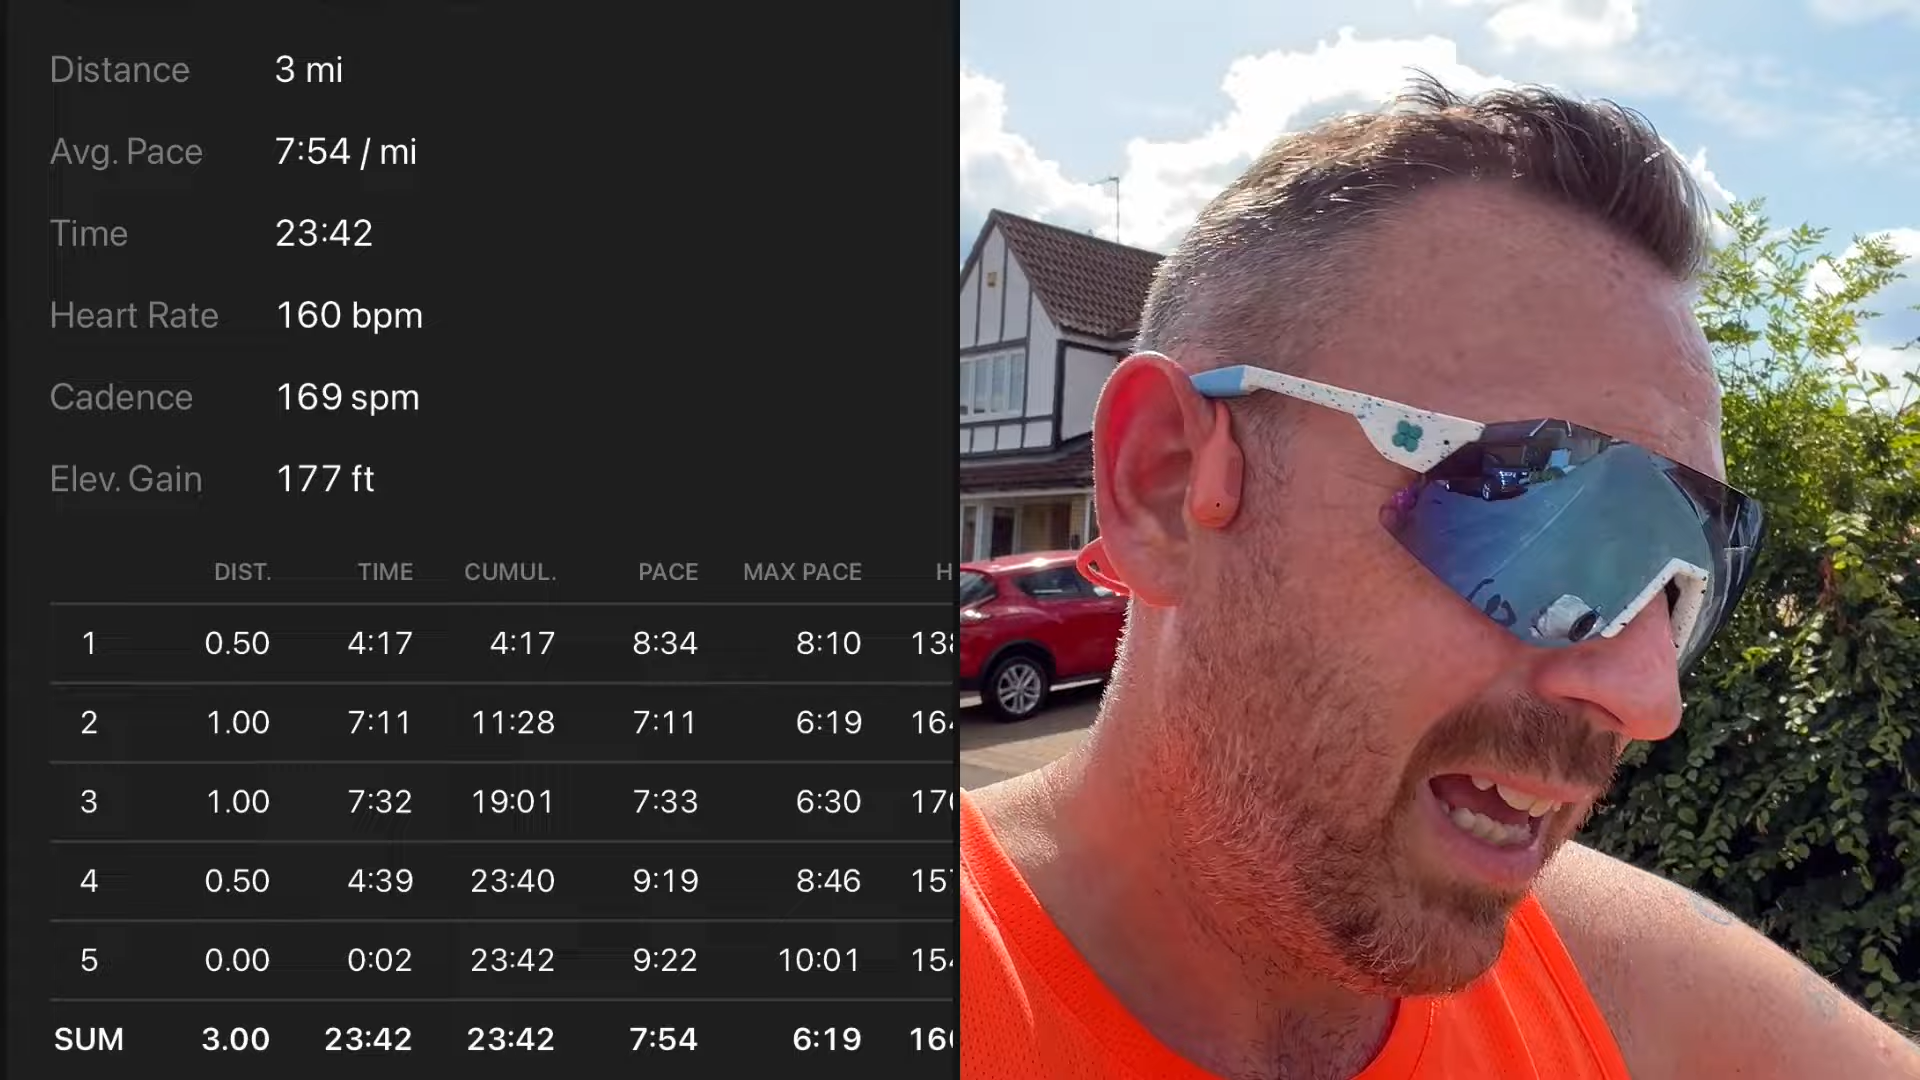 Distance 3 mi
Avg. Pace 7:54 / mi
Time 23:42
Heart Rate 160 bpm
Cadence 169 spm
Elev. Gain 177 ft
DIST. TIME CUMUL. PACE MAX PACE
1 0.50 4:17 4:17 8:34 8:10
2 1.00 7:11 11:28 7:11 6:19
3 1.00 7:32 19:01 7:33 6:30
4 0.50 4:39 23:40 9:19 8:46
5 0.00 0:02 23:42 9:22 10:01
SUM 3.00 23:42 23:42 7:54 6:19